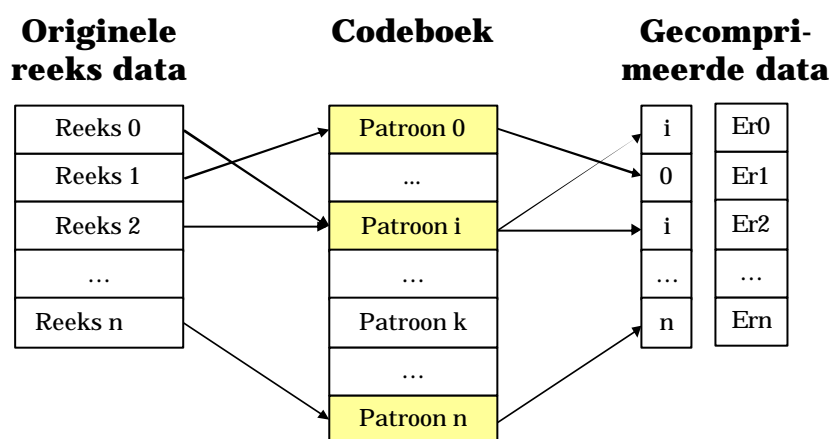 Originele
reeks data
Codeboek
Gecompri-
meerde data
Reeks 0
Reeks 1
Reeks 2
...
Reeks n
Patroon 0
...
Patroon i
...
Patroon k
...
Patroon n
i
0
i
...
n
Er0
Er1
Er2
...
Ern